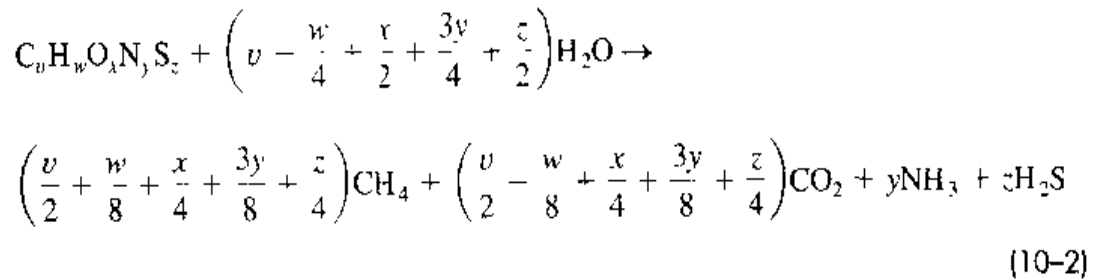 C_vH_wO_xN_yS_z + (v − w/4 − x/2 + 3y/4 + z/2)H₂O →
(v/2 + w/8 + x/4 + 3y/8 + z/4)CH₄ + (v/2 − w/8 + x/4 + 3y/8 + z/4)CO₂ + yNH₃ + zH₂S
(10–2)